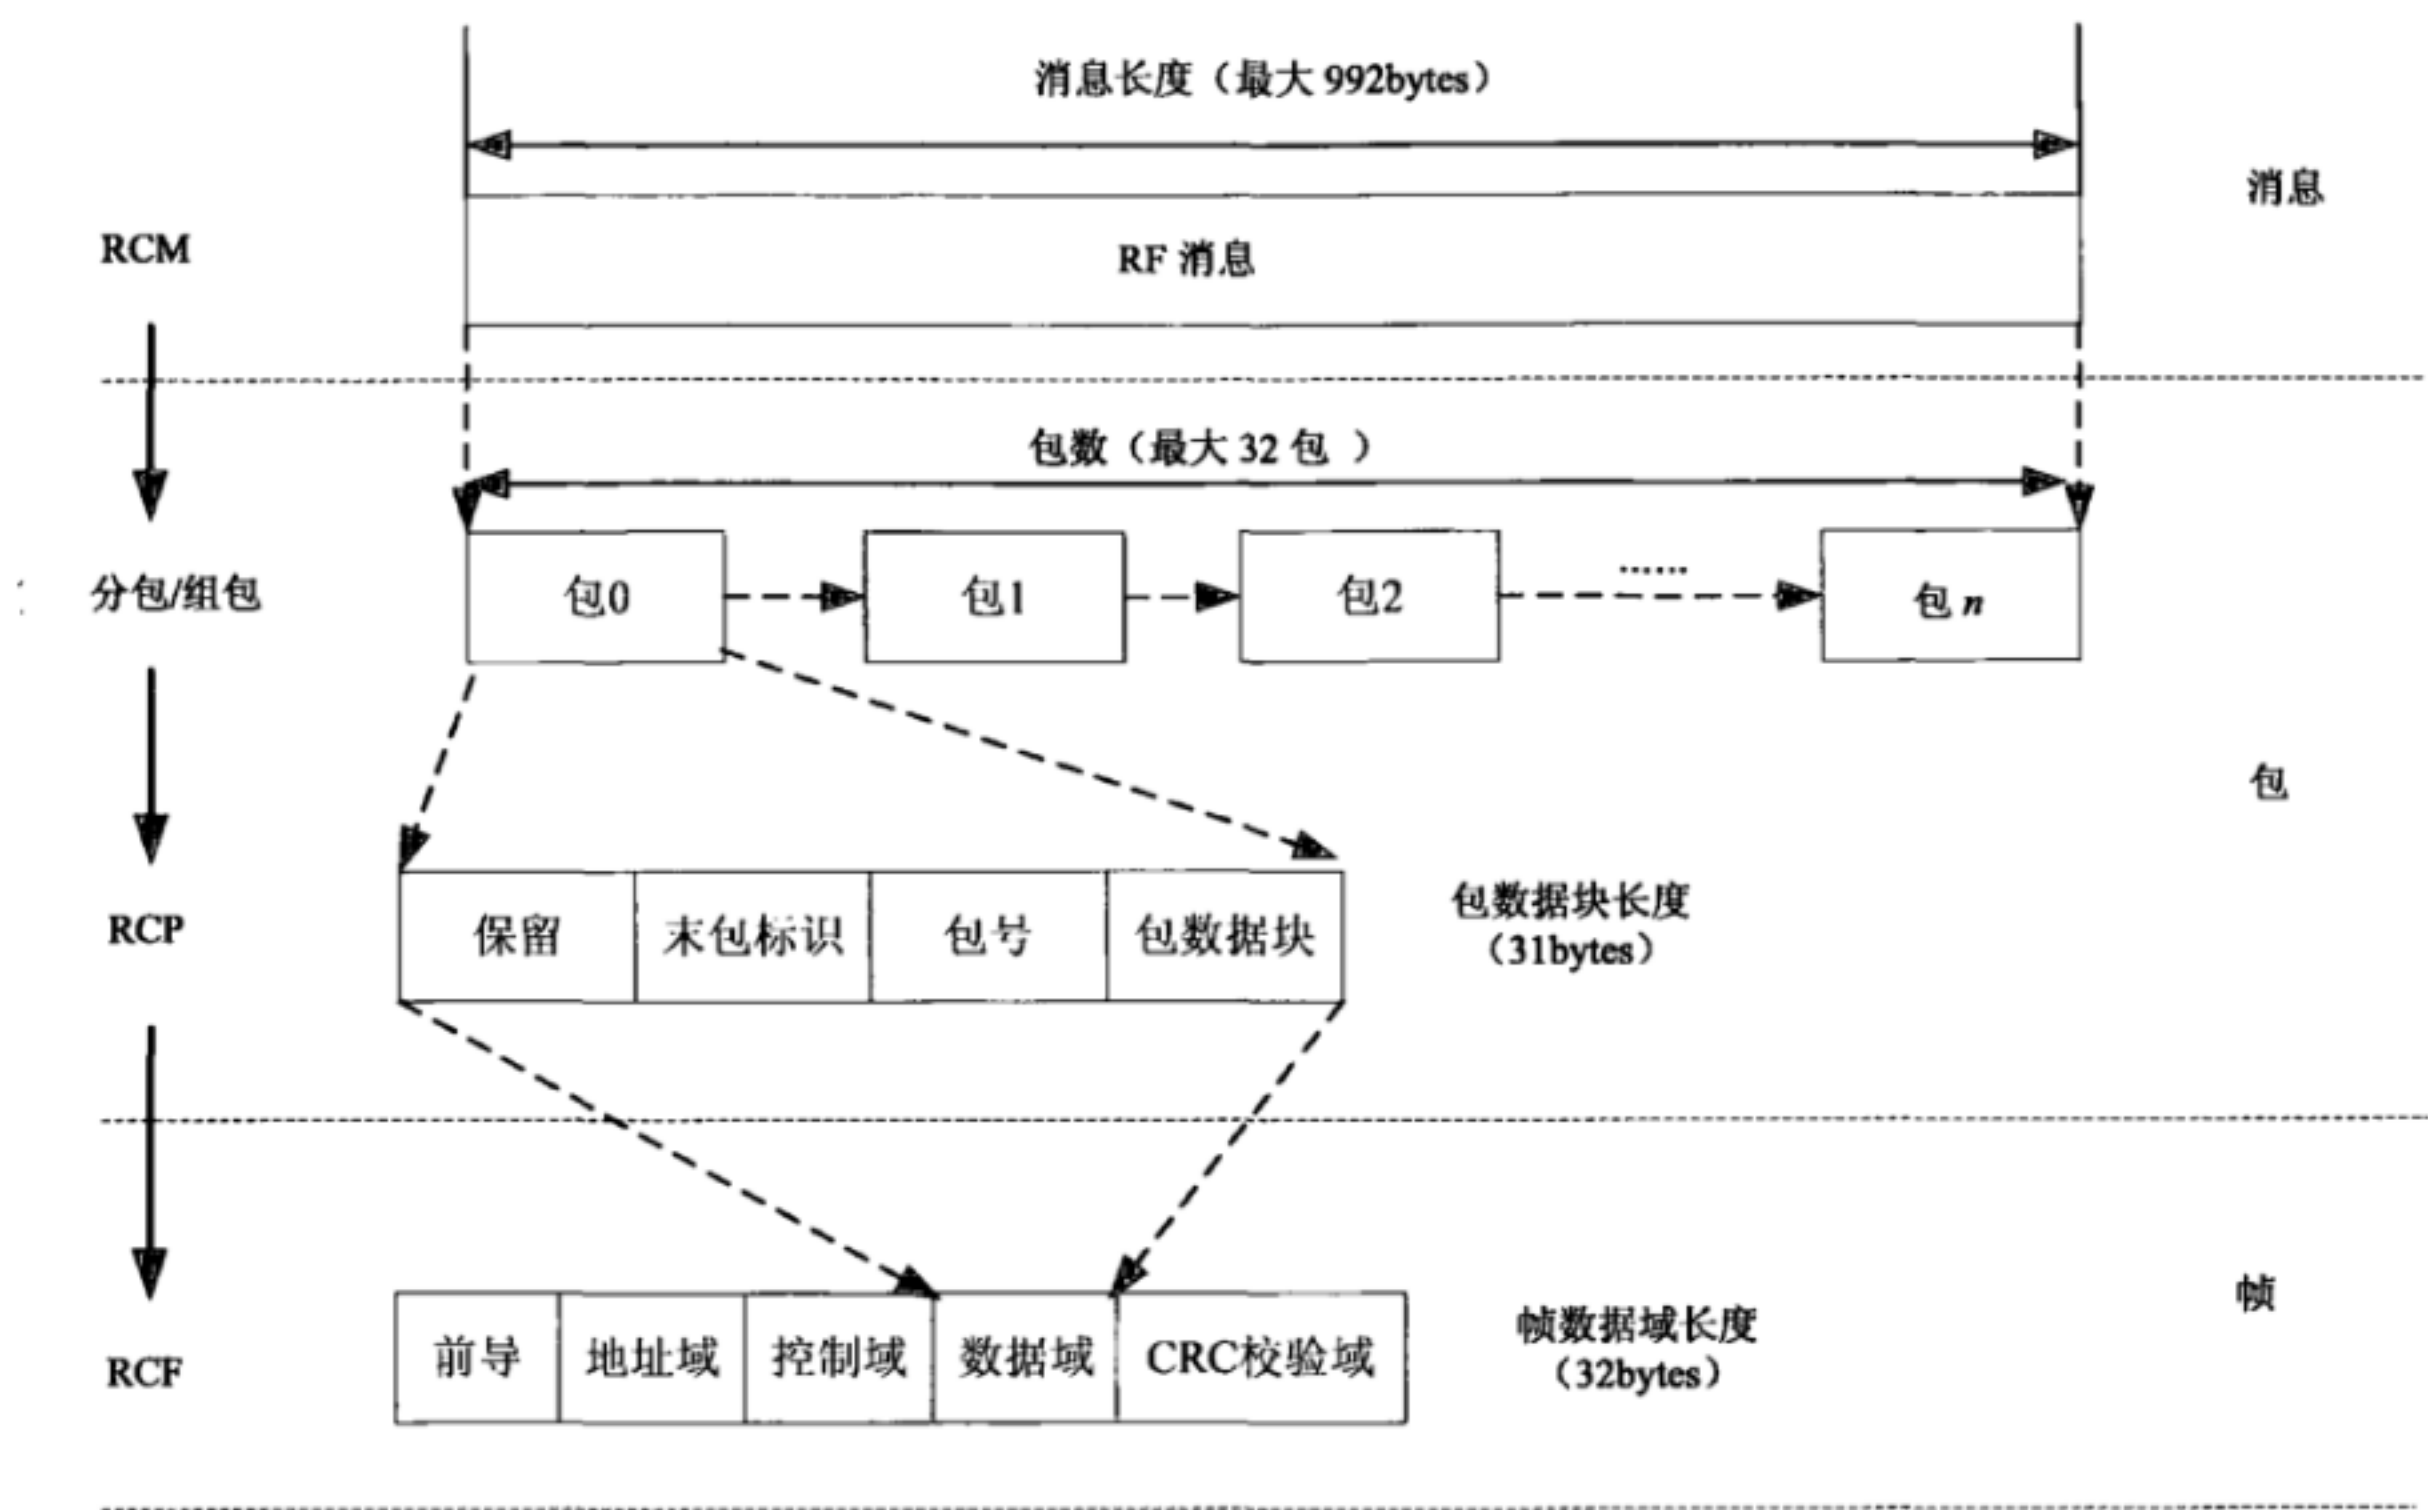 消息长度（最大 992bytes）
消息
RCM
RF 消息
包数（最大 32 包 ）
分包/组包
包0
包1
包2
……
包 n
包
RCP
保留
末包标识
包号
包数据块
包数据块长度
（31bytes）
RCF
前导
地址域
控制域
数据域
CRC校验域
帧数据域长度
（32bytes）
帧